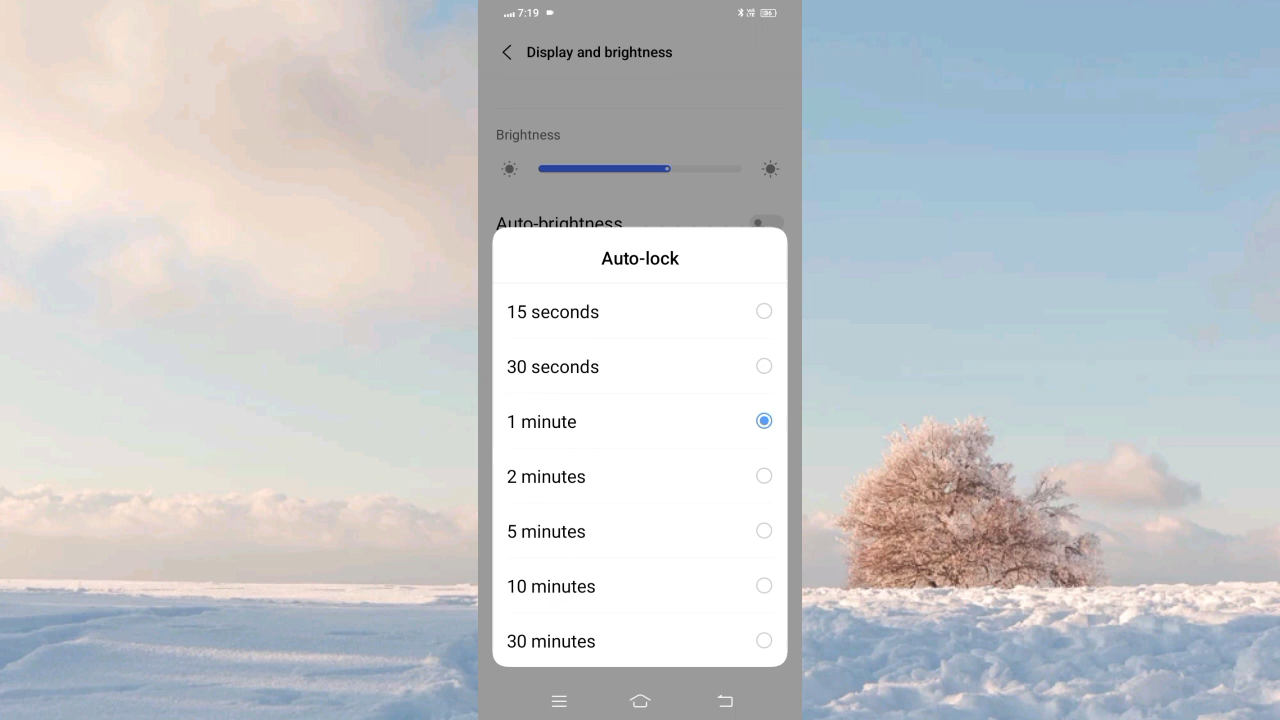 7:19
Display and brightness
Brightness
Auto-brightness
Auto-lock
15 seconds
30 seconds
1 minute
2 minutes
5 minutes
10 minutes
30 minutes